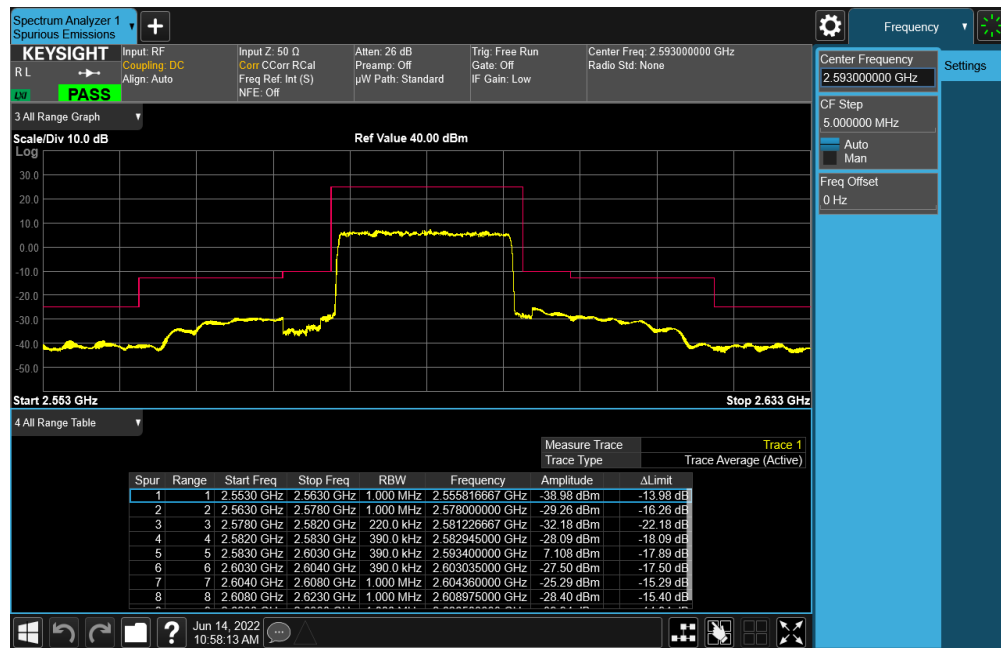 Spectrum Analyzer 1
Spurious Emissions
Frequency
KEYSIGHT
R L
LXI
PASS
Input: RF
Coupling: DC
Align: Auto
Input Z: 50 Ω
Corr CCorr RCal
Freq Ref: Int (S)
NFE: Off
Atten: 26 dB
Preamp: Off
µW Path: Standard
Trig: Free Run
Gate: Off
IF Gain: Low
Center Freq: 2.593000000 GHz
Radio Std: None
Center Frequency
2.593000000 GHz
Settings
CF Step
5.000000 MHz
Auto
Man
Freq Offset
0 Hz
3 All Range Graph
Scale/Div 10.0 dB
Ref Value 40.00 dBm
Log
30.0
20.0
10.0
0.00
-10.0
-20.0
-30.0
-40.0
-50.0
Start 2.553 GHz
Stop 2.633 GHz
4 All Range Table
Measure Trace Trace 1
Trace Type Trace Average (Active)
Spur Range Start Freq Stop Freq RBW Frequency Amplitude ΔLimit
1 1 2.5530 GHz 2.5630 GHz 1.000 MHz 2.555816667 GHz -38.98 dBm -13.98 dB
2 2 2.5630 GHz 2.5780 GHz 1.000 MHz 2.578000000 GHz -29.26 dBm -16.26 dB
3 3 2.5780 GHz 2.5820 GHz 220.0 kHz 2.581226667 GHz -32.18 dBm -22.18 dB
4 4 2.5820 GHz 2.5830 GHz 390.0 kHz 2.582945000 GHz -28.09 dBm -18.09 dB
5 5 2.5830 GHz 2.6030 GHz 390.0 kHz 2.593400000 GHz 7.108 dBm -17.89 dB
6 6 2.6030 GHz 2.6040 GHz 390.0 kHz 2.603035000 GHz -27.50 dBm -17.50 dB
7 7 2.6040 GHz 2.6080 GHz 1.000 MHz 2.604360000 GHz -25.29 dBm -15.29 dB
8 8 2.6080 GHz 2.6230 GHz 1.000 MHz 2.608975000 GHz -28.40 dBm -15.40 dB
?
Jun 14, 2022
10:58:13 AM